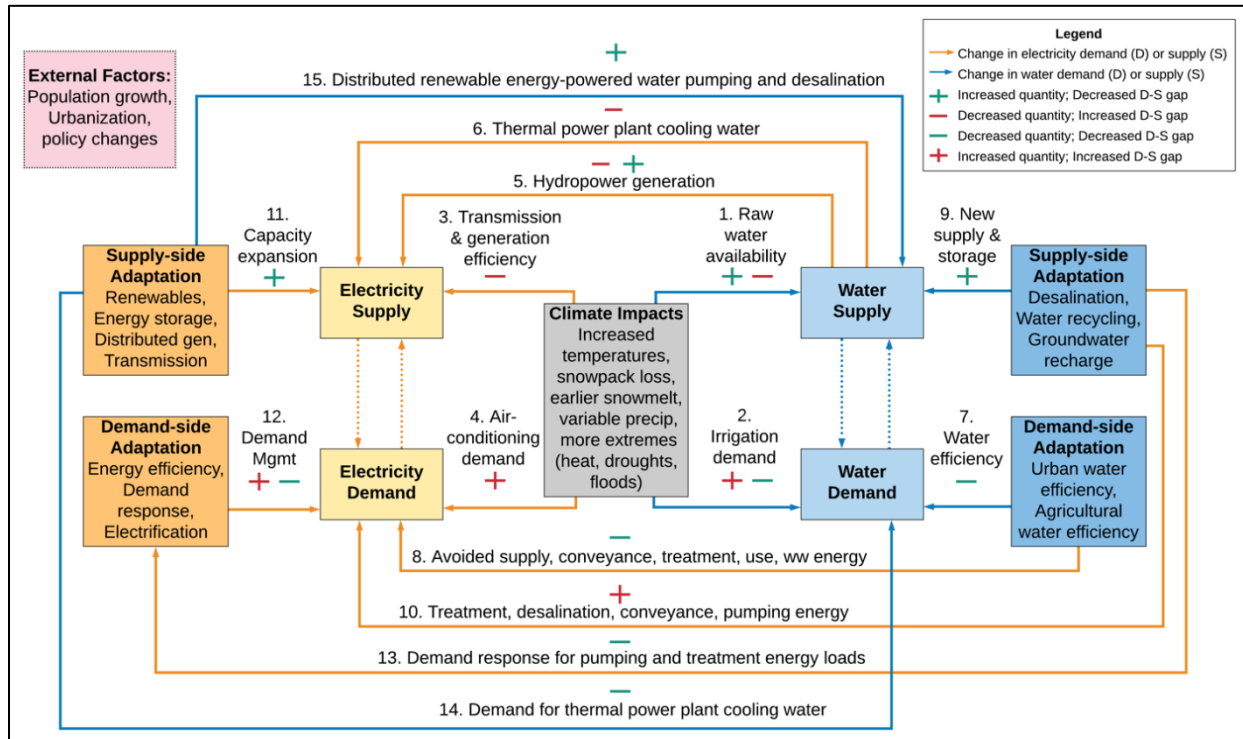 External Factors:
Population growth,
Urbanization,
policy changes
+
15. Distributed renewable energy-powered water pumping and desalination
−
6. Thermal power plant cooling water
− +
5. Hydropower generation
Legend
Change in electricity demand (D) or supply (S)
Change in water demand (D) or supply (S)
+ Increased quantity; Decreased D-S gap
− Decreased quantity; Increased D-S gap
− Decreased quantity; Decreased D-S gap
+ Increased quantity; Increased D-S gap
11.
Capacity
expansion
+
3. Transmission
& generation
efficiency
−
1. Raw
water
availability
+ −
9. New
supply &
storage
+
Supply-side
Adaptation
Renewables,
Energy storage,
Distributed gen,
Transmission
Electricity
Supply
Climate Impacts
Increased
temperatures,
snowpack loss,
earlier snowmelt,
variable precip,
more extremes
(heat, droughts,
floods)
Water
Supply
Supply-side
Adaptation
Desalination,
Water recycling,
Groundwater
recharge
Demand-side
Adaptation
Energy efficiency,
Demand
response,
Electrification
12.
Demand
Mgmt
+ −
Electricity
Demand
4. Air-
conditioning
demand
+
2.
Irrigation
demand
+ −
Water
Demand
7. Water
efficiency
−
Demand-side
Adaptation
Urban water
efficiency,
Agricultural
water efficiency
−
8. Avoided supply, conveyance, treatment, use, ww energy
+
10. Treatment, desalination, conveyance, pumping energy
−
13. Demand response for pumping and treatment energy loads
−
14. Demand for thermal power plant cooling water